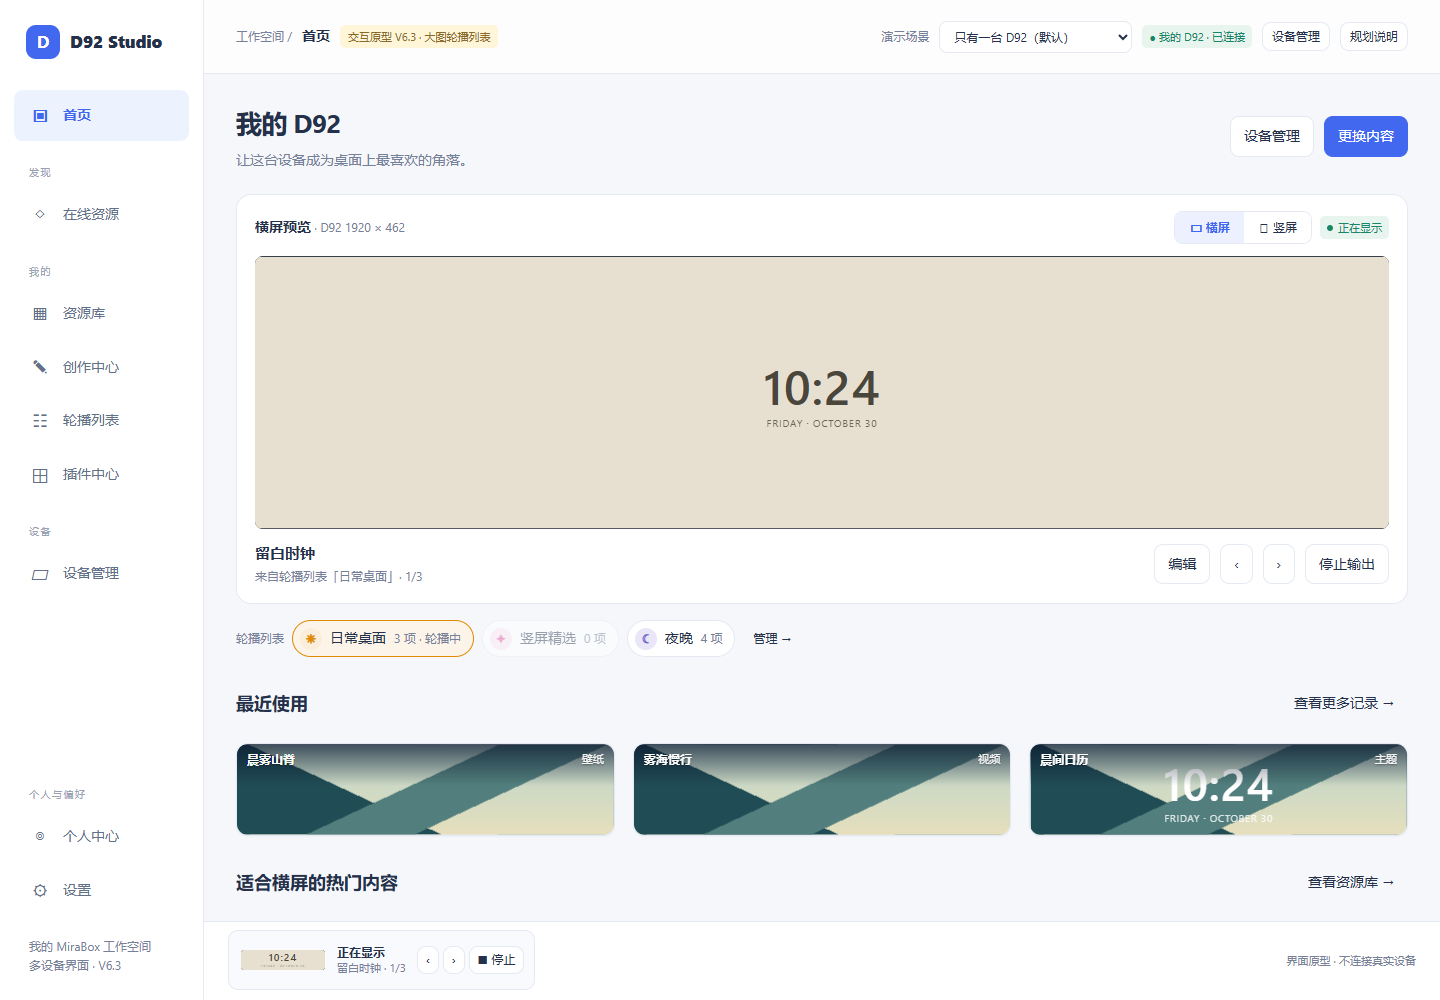 D D92 Studio
首页
发现
在线资源
我的
资源库
创作中心
轮播列表
插件中心
设备
设备管理
个人与偏好
个人中心
设置
我的 MiraBox 工作空间
多设备界面 · V6.3
工作空间 / 首页 交互原型 V6.3 · 大图轮播列表
演示场景 只有一台 D92（默认） ● 我的 D92 · 已连接 设备管理 规划说明
我的 D92
让这台设备成为桌面上最喜欢的角落。
设备管理 更换内容
横屏预览 · D92 1920 × 462
横屏 竖屏 ● 正在显示
10:24
FRIDAY · OCTOBER 30
留白时钟
来自轮播列表「日常桌面」 · 1/3
编辑 ‹ › 停止输出
轮播列表 日常桌面 3 项 · 轮播中 竖屏精选 0 项 夜晚 4 项 管理 →
最近使用 查看更多记录 →
晨雾山脊 壁纸
雾海慢行 视频
晨间日历 主题
10:24
FRIDAY · OCTOBER 30
适合横屏的热门内容 查看资源库 →
10:24
正在显示
留白时钟 · 1/3
‹ › ■ 停止
界面原型 · 不连接真实设备